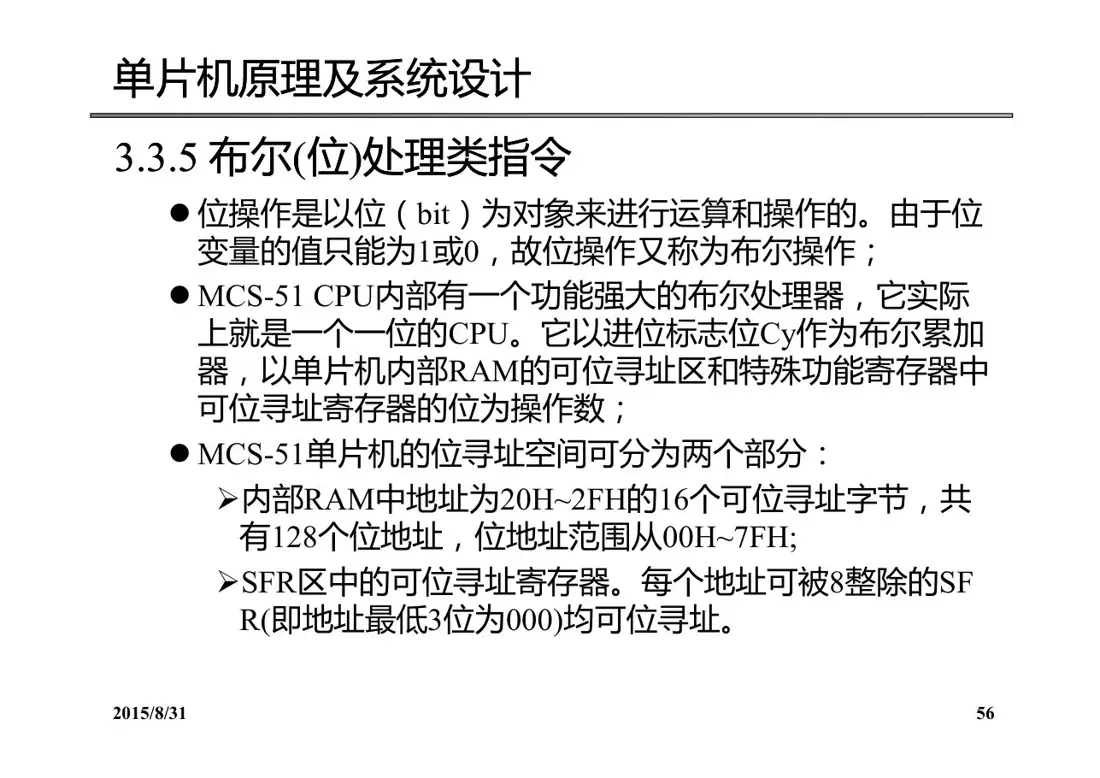 单片机原理及系统设计
3.3.5 布尔(位)处理类指令
●位操作是以位（bit）为对象来进行运算和操作的。由于位
变量的值只能为1或0，故位操作又称为布尔操作；
●MCS-51 CPU内部有一个功能强大的布尔处理器，它实际
上就是一个一位的CPU。它以进位标志位Cy作为布尔累加
器，以单片机内部RAM的可位寻址区和特殊功能寄存器中
可位寻址寄存器的位为操作数；
●MCS-51单片机的位寻址空间可分为两个部分：
➢内部RAM中地址为20H~2FH的16个可位寻址字节，共
有128个位地址，位地址范围从00H~7FH;
➢SFR区中的可位寻址寄存器。每个地址可被8整除的SF
R(即地址最低3位为000)均可位寻址。
2015/8/31
56